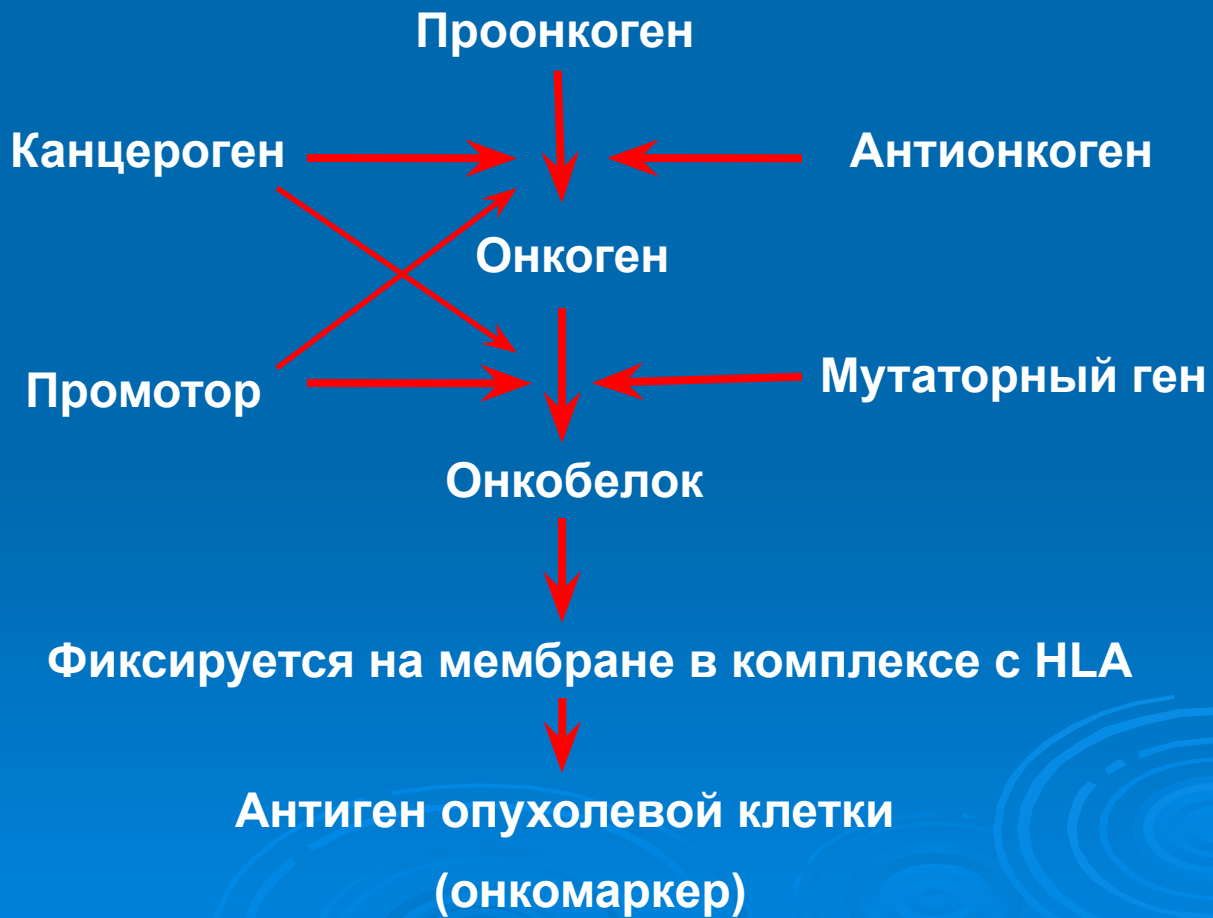 Проонкоген
Канцероген
Антионкоген
Онкоген
Промотор
Мутаторный ген
Онкобелок
Фиксируется на мембране в комплексе с HLA
Антиген опухолевой клетки
(онкомаркер)